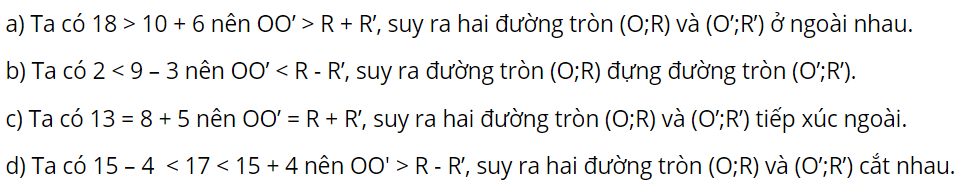 a) Ta có 18 > 10 + 6 nên OO’ > R + R’, suy ra hai đường tròn (O;R) và (O’;R’) ở ngoài nhau.
b) Ta có 2 < 9 – 3 nên OO’ < R - R’, suy ra đường tròn (O;R) đựng đường tròn (O’;R’).
c) Ta có 13 = 8 + 5 nên OO’ = R + R’, suy ra hai đường tròn (O;R) và (O’;R’) tiếp xúc ngoài.
d) Ta có 15 – 4 < 17 < 15 + 4 nên OO' > R - R’, suy ra hai đường tròn (O;R) và (O’;R’) cắt nhau.